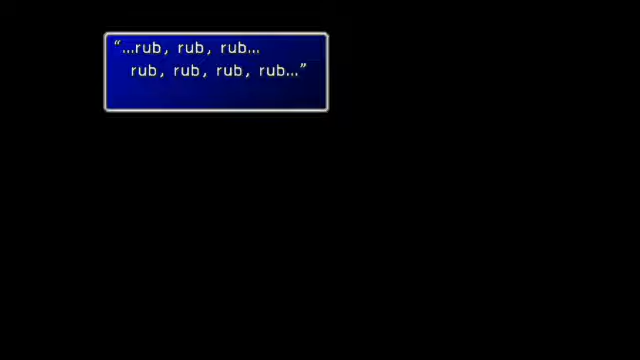 “…rub, rub, rub…
rub, rub, rub, rub…”